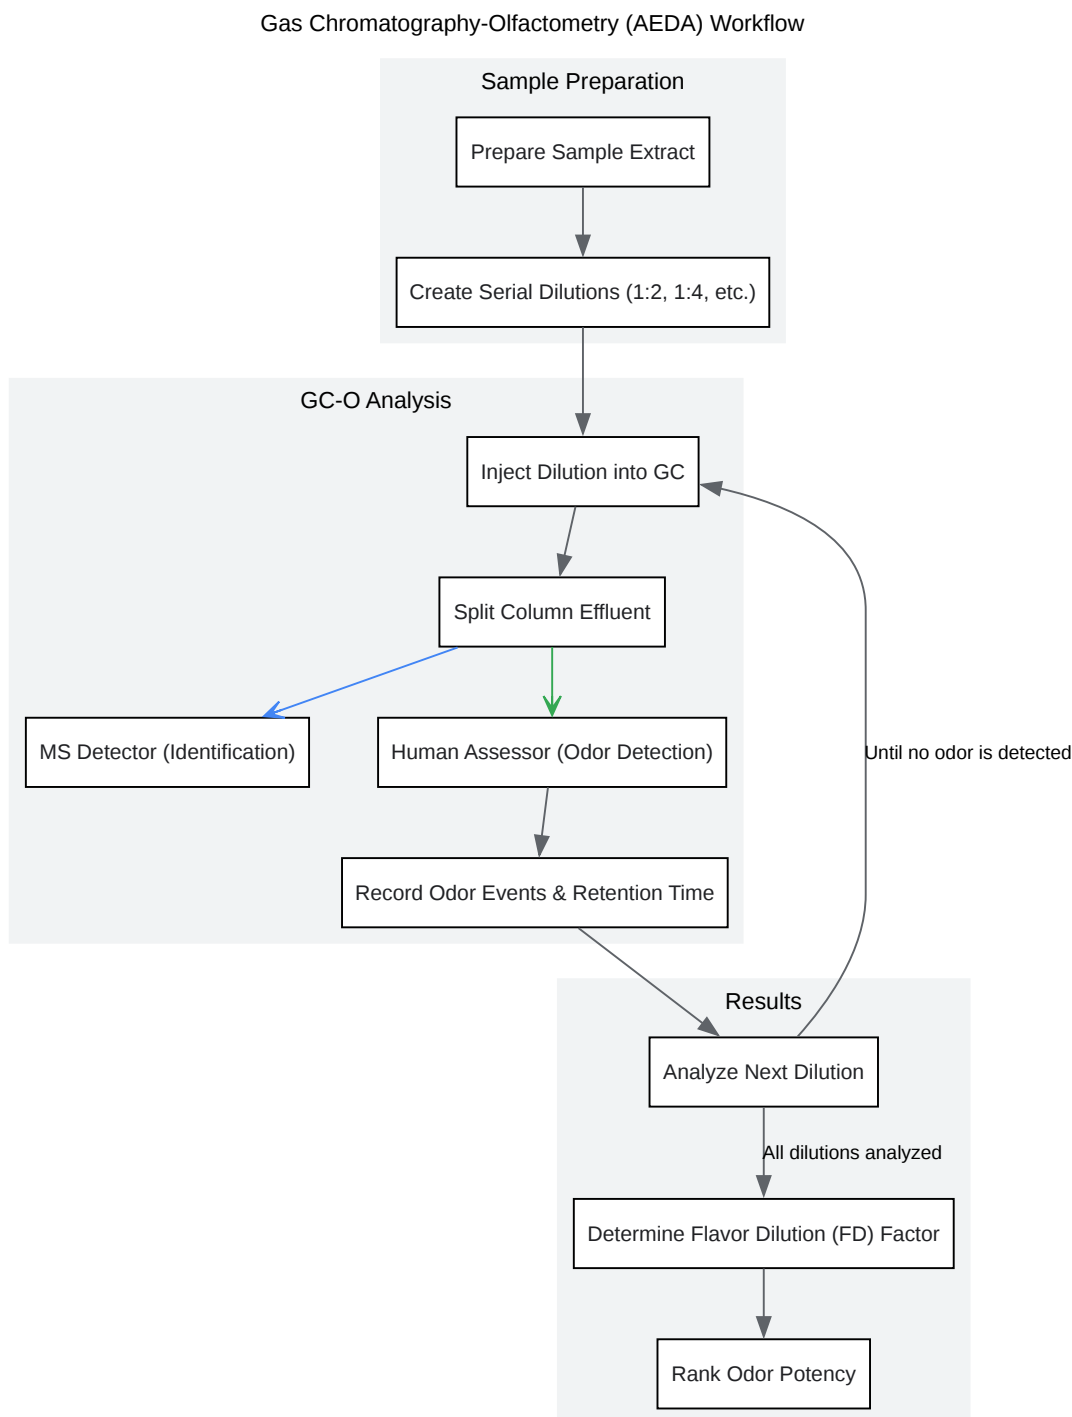 Gas Chromatography-Olfactometry (AEDA) Workflow
Sample Preparation
Prepare Sample Extract
Create Serial Dilutions (1:2, 1:4, etc.)
GC-O Analysis
Inject Dilution into GC
Split Column Effluent
MS Detector (Identification)
Human Assessor (Odor Detection)
Until no odor is detected
Record Odor Events & Retention Time
Results
Analyze Next Dilution
All dilutions analyzed
Determine Flavor Dilution (FD) Factor
Rank Odor Potency